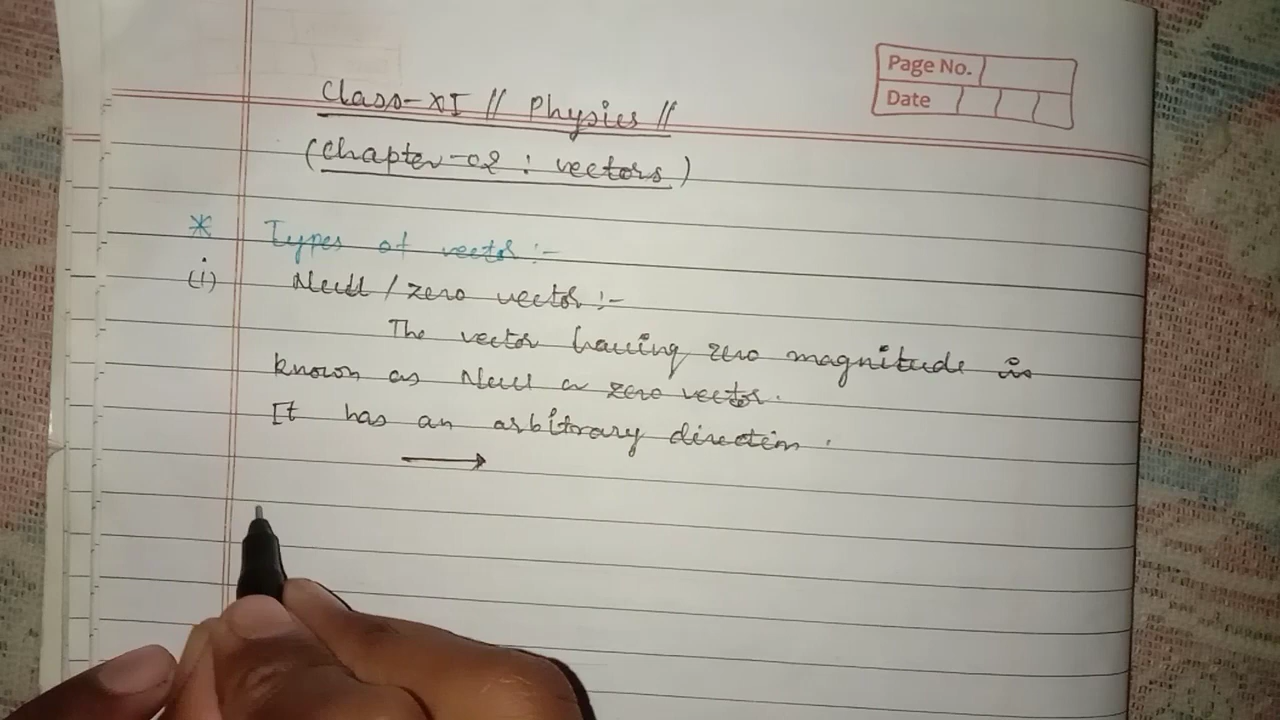 Page No.
Date
Class-XI // Physics //
(Chapter-02 : vectors)
* Types of vector :-
(i) Null / zero vector :-
The vector having zero magnitude is
known as Null or zero vector.
It has an arbitrary direction.